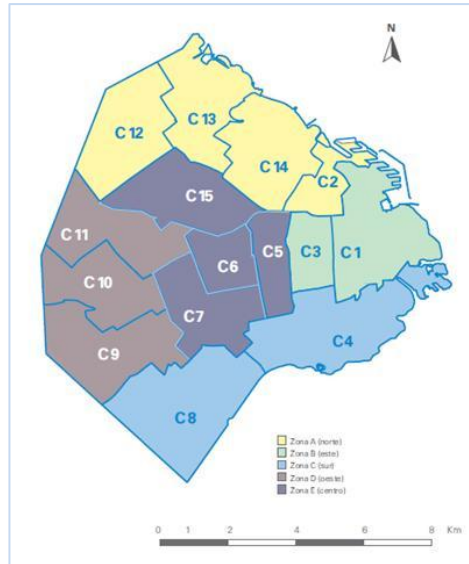 N
C 13
C 12
C 14
C2
C 15
C 11
C5
C3
C 1
C6
C 10
C7
C4
C9
C8
Zona A (norte)
Zona B (este)
Zona C (sur)
Zona D (oeste)
Zona E (centro)
0 1 2 4 6 8 Km